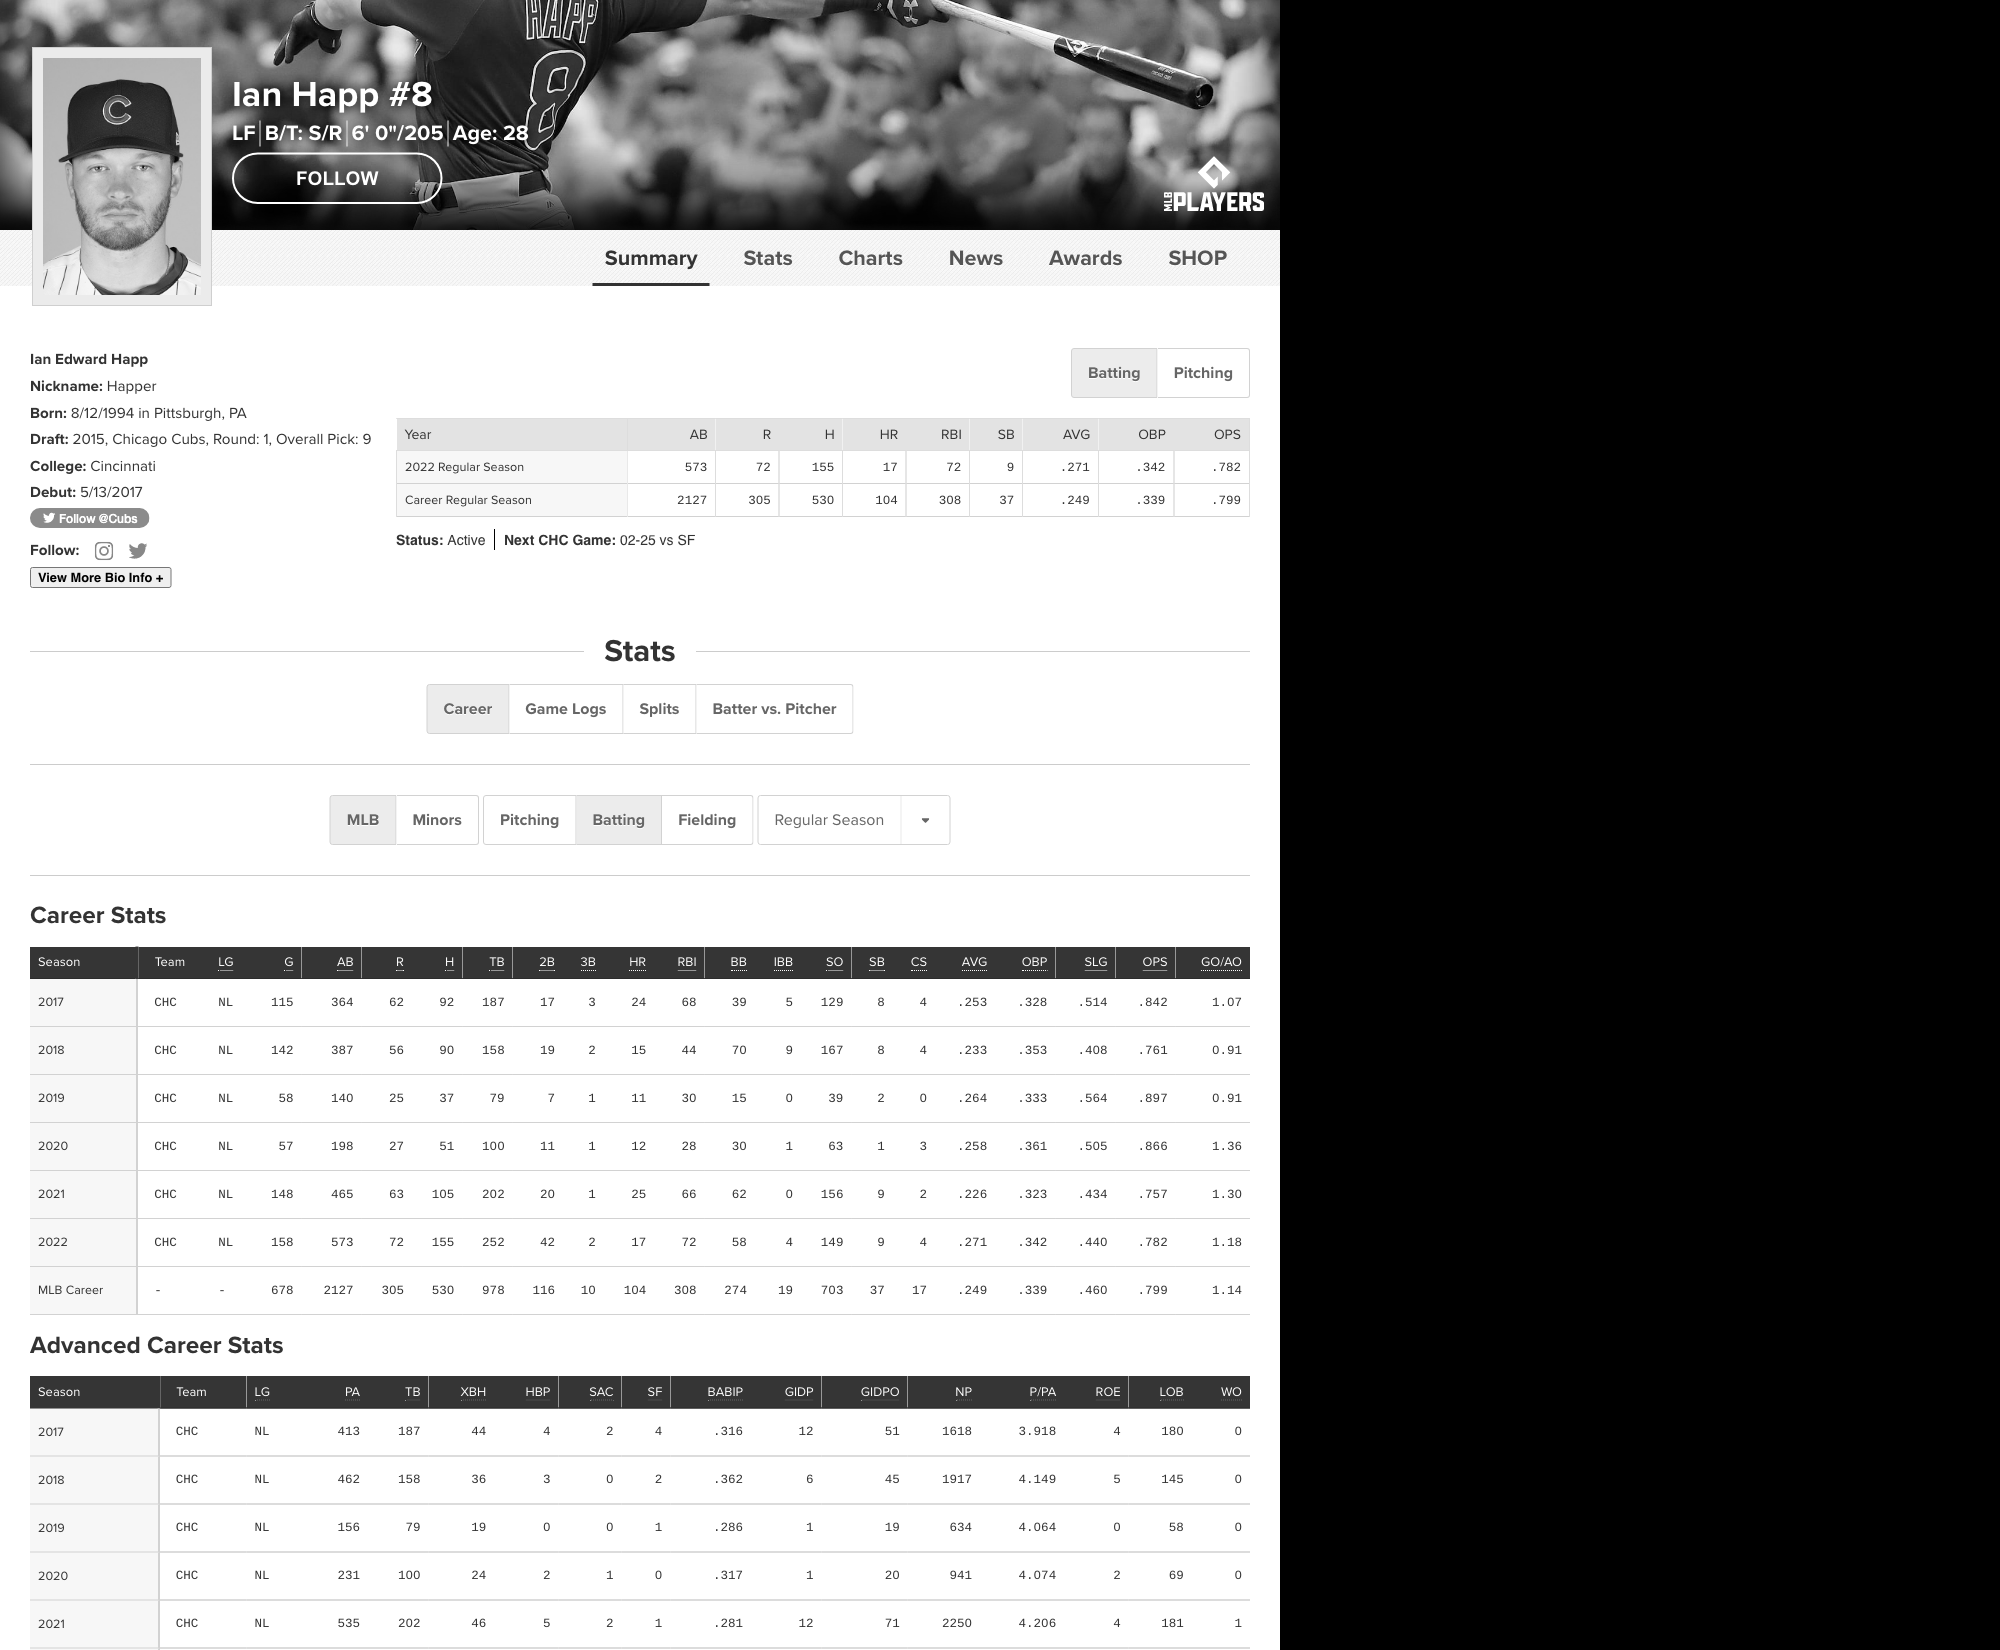 HAPP
8
Ian Happ #8
LF B/T: S/R 6' 0"/205 Age: 28
FOLLOW
MLB PLAYERS
C
Summary Stats Charts News Awards SHOP
Ian Edward Happ
Nickname: Happer
Born: 8/12/1994 in Pittsburgh, PA
Draft: 2015, Chicago Cubs, Round: 1, Overall Pick: 9
College: Cincinnati
Debut: 5/13/2017
Follow @Cubs
Follow:
View More Bio Info +
Batting Pitching
Year AB R H HR RBI SB AVG OBP OPS
2022 Regular Season 573 72 155 17 72 9 .271 .342 .782
Career Regular Season 2127 305 530 104 308 37 .249 .339 .799
Status: Active Next CHC Game: 02-25 vs SF
Stats
Career Game Logs Splits Batter vs. Pitcher
MLB Minors Pitching Batting Fielding Regular Season
Career Stats
Season Team LG G AB R H TB 2B 3B HR RBI BB IBB SO SB CS AVG OBP SLG OPS GO/AO
2017 CHC NL 115 364 62 92 187 17 3 24 68 39 5 129 8 4 .253 .328 .514 .842 1.07
2018 CHC NL 142 387 56 90 158 19 2 15 44 70 9 167 8 4 .233 .353 .408 .761 0.91
2019 CHC NL 58 140 25 37 79 7 1 11 30 15 0 39 2 0 .264 .333 .564 .897 0.91
2020 CHC NL 57 198 27 51 100 11 1 12 28 30 1 63 1 3 .258 .361 .505 .866 1.36
2021 CHC NL 148 465 63 105 202 20 1 25 66 62 0 156 9 2 .226 .323 .434 .757 1.30
2022 CHC NL 158 573 72 155 252 42 2 17 72 58 4 149 9 4 .271 .342 .440 .782 1.18
MLB Career - - 678 2127 305 530 978 116 10 104 308 274 19 703 37 17 .249 .339 .460 .799 1.14
Advanced Career Stats
Season Team LG PA TB XBH HBP SAC SF BABIP GIDP GIDPO NP P/PA ROE LOB WO
2017 CHC NL 413 187 44 4 2 4 .316 12 51 1618 3.918 4 180 0
2018 CHC NL 462 158 36 3 0 2 .362 6 45 1917 4.149 5 145 0
2019 CHC NL 156 79 19 0 0 1 .286 1 19 634 4.064 0 58 0
2020 CHC NL 231 100 24 2 1 0 .317 1 20 941 4.074 2 69 0
2021 CHC NL 535 202 46 5 2 1 .281 12 71 2250 4.206 4 181 1